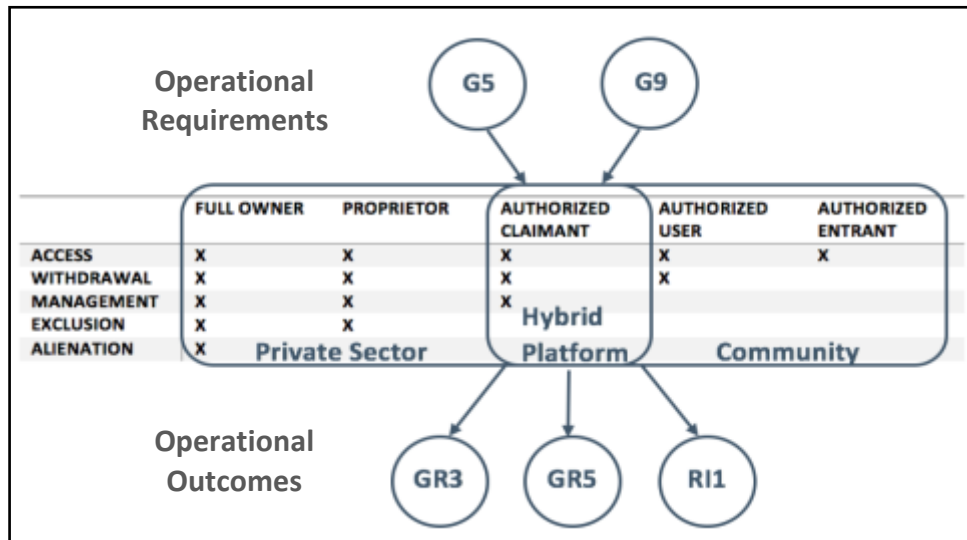 Operational
Requirements
G5 G9
FULL OWNER PROPRIETOR AUTHORIZED AUTHORIZED AUTHORIZED
CLAIMANT USER ENTRANT
ACCESS X X X X X
WITHDRAWAL X X X X
MANAGEMENT X X X
EXCLUSION X X
ALIENATION X
Hybrid
Private Sector Platform Community
Operational
Outcomes
GR3 GR5 RI1